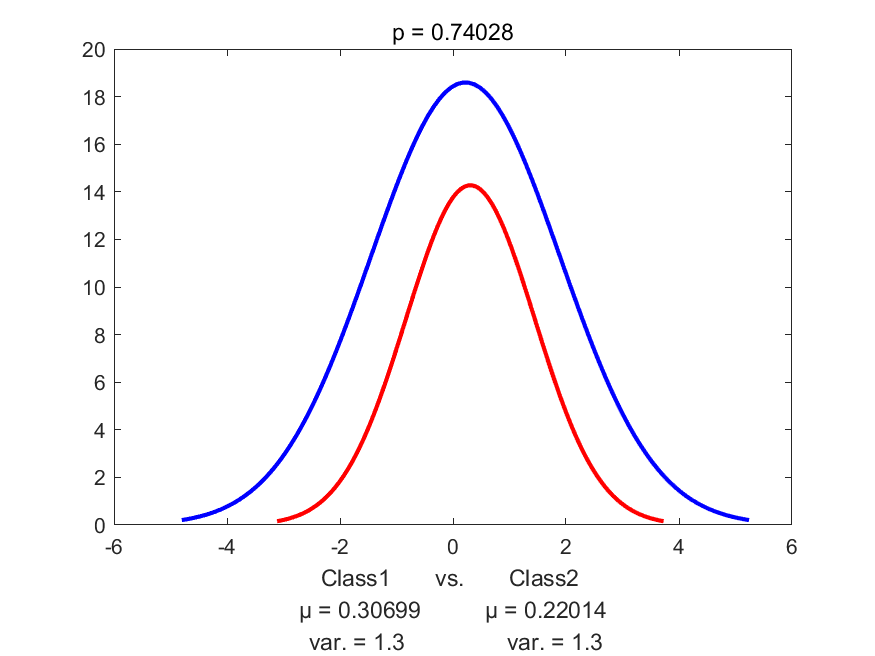 p = 0.74028
20
18
16
14
12
10
8
6
4
2
0
-6 -4 -2 0 2 4 6
Class1 vs. Class2
μ = 0.30699 μ = 0.22014
var. = 1.3 var. = 1.3